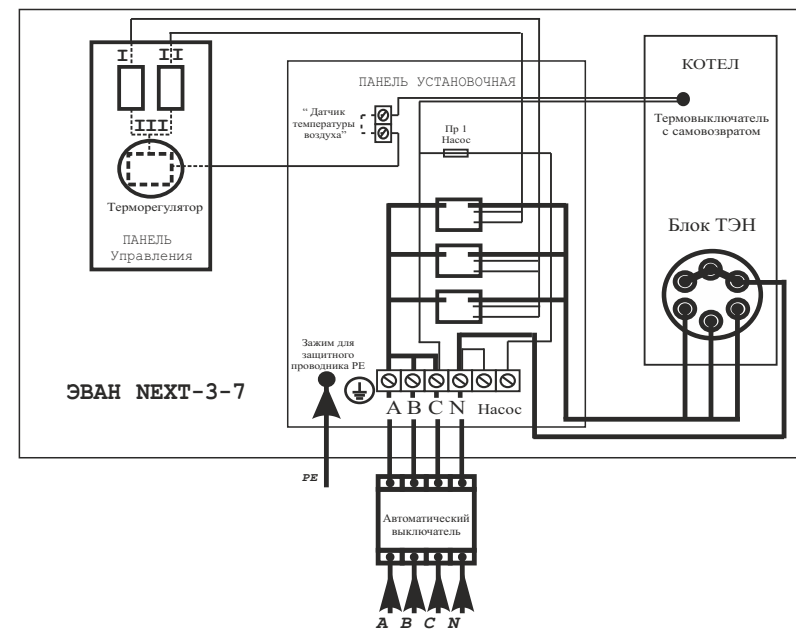 I II
III
Терморегулятор
ПАНЕЛЬ
Управления
ПАНЕЛЬ УСТАНОВОЧНАЯ
“ Датчик
температуры
воздуха”
Пр 1
Насос
КОТЕЛ
Термовыключатель
с самовозвратом
Блок ТЭН
Зажим для
защитного
проводника РЕ
ЭВАН NEXT-3-7
A B C N Насос
PE
Автоматический
выключатель
A B C N